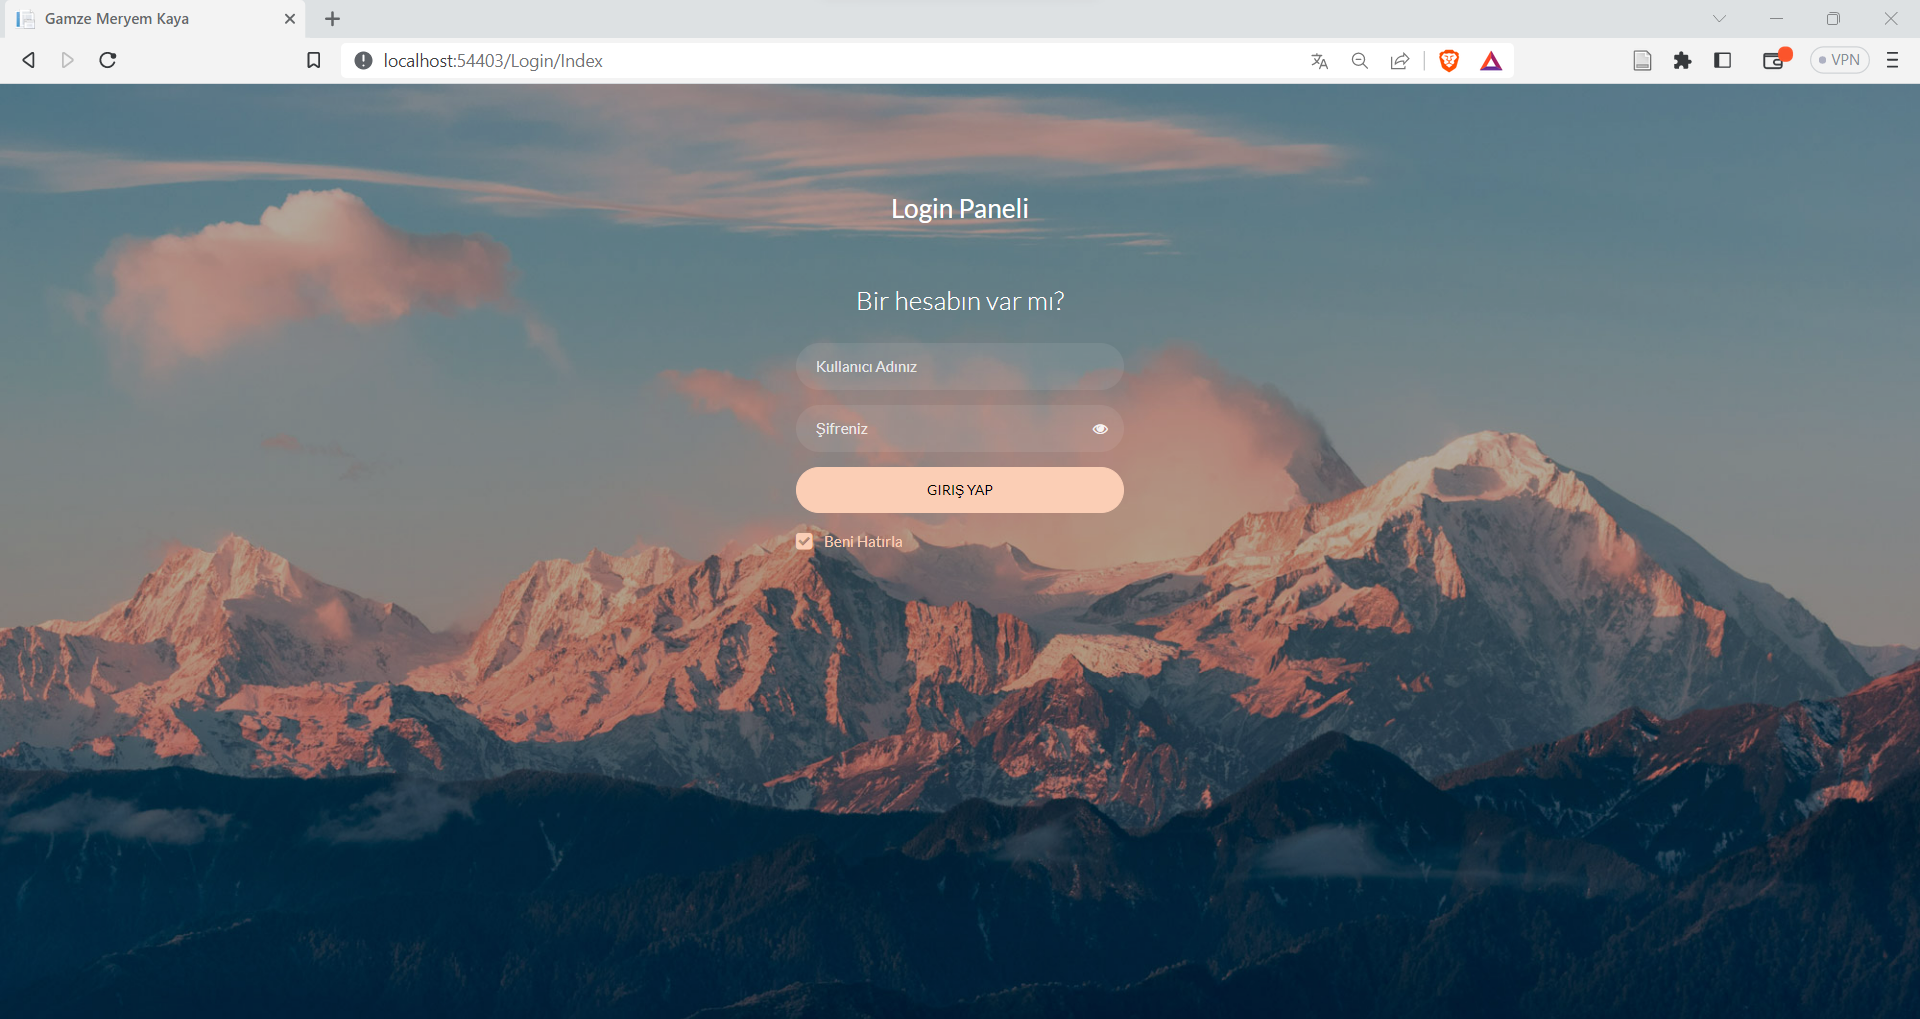 Gamze Meryem Kaya
localhost:54403/Login/Index
VPN
Login Paneli
Bir hesabın var mı?
Kullanıcı Adınız
Şifreniz
GIRIŞ YAP
Beni Hatırla